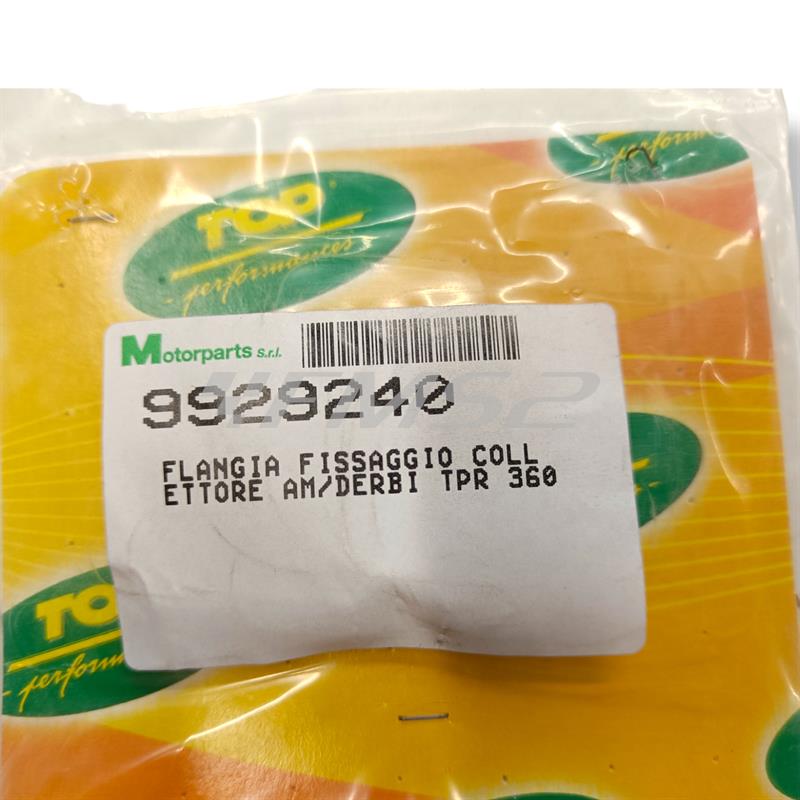 performances
TOP
performances
Motorparts s.r.l.
9929240
FLANGIA FISSAGGIO COLL
ETTORE AM/DERBI TPR 360
TOP